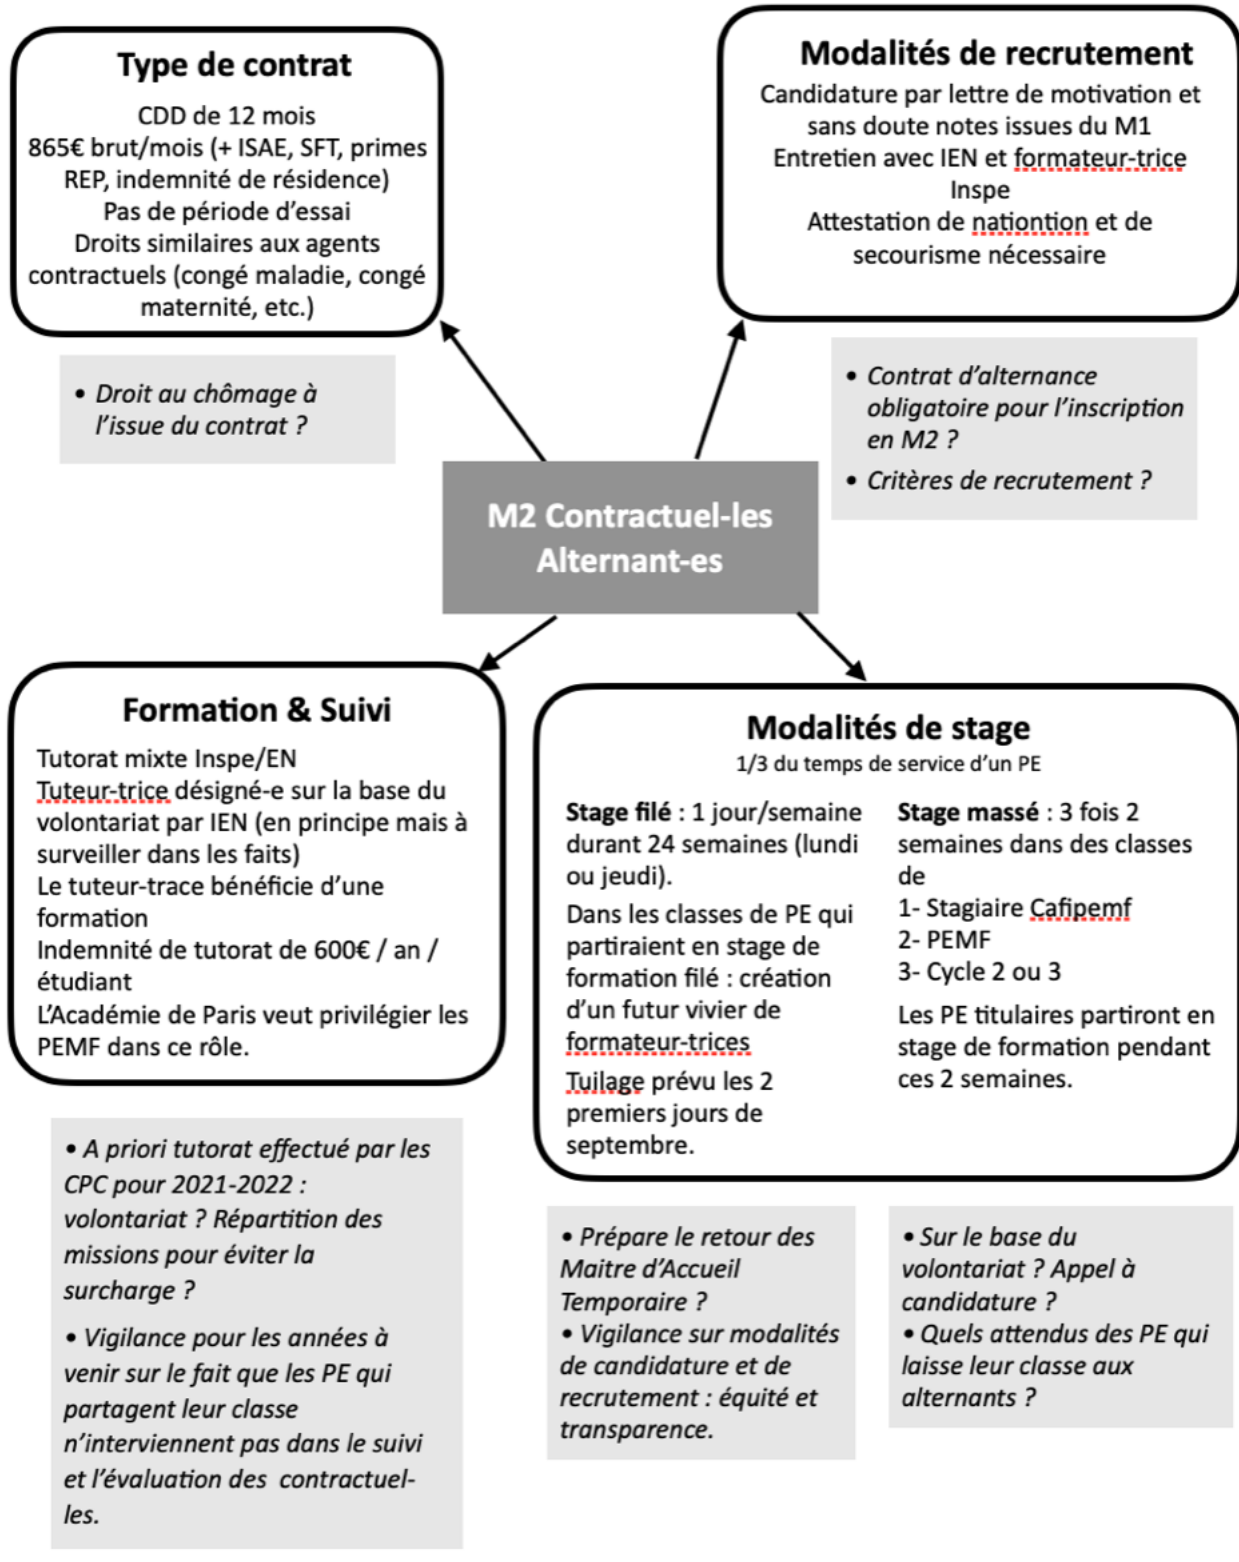 Type de contrat
CDD de 12 mois
865€ brut/mois (+ ISAE, SFT, primes
REP, indemnité de résidence)
Pas de période d’essai
Droits similaires aux agents
contractuels (congé maladie, congé
maternité, etc.)
• Droit au chômage à
l’issue du contrat ?
Modalités de recrutement
Candidature par lettre de motivation et
sans doute notes issues du M1
Entretien avec IEN et formateur-trice
Inspe
Attestation de nationtion et de
secourisme nécessaire
• Contrat d’alternance
obligatoire pour l’inscription
en M2 ?
• Critères de recrutement ?
M2 Contractuel-les
Alternant-es
Formation & Suivi
Tutorat mixte Inspe/EN
Tuteur-trice désigné-e sur la base du
volontariat par IEN (en principe mais à
surveiller dans les faits)
Le tuteur-trace bénéficie d’une
formation
Indemnité de tutorat de 600€ / an /
étudiant
L’Académie de Paris veut privilégier les
PEMF dans ce rôle.
• A priori tutorat effectué par les
CPC pour 2021-2022 :
volontariat ? Répartition des
missions pour éviter la
surcharge ?
• Vigilance pour les années à
venir sur le fait que les PE qui
partagent leur classe
n’interviennent pas dans le suivi
et l’évaluation des contractuel-
les.
Modalités de stage
1/3 du temps de service d’un PE
Stage filé : 1 jour/semaine
durant 24 semaines (lundi
ou jeudi).
Dans les classes de PE qui
partiraient en stage de
formation filé : création
d’un futur vivier de
formateur-trices
Tuilage prévu les 2
premiers jours de
septembre.
Stage massé : 3 fois 2
semaines dans des classes
de
1- Stagiaire Cafipemf
2- PEMF
3- Cycle 2 ou 3
Les PE titulaires partiront en
stage de formation pendant
ces 2 semaines.
• Prépare le retour des
Maitre d’Accueil
Temporaire ?
• Vigilance sur modalités
de candidature et de
recrutement : équité et
transparence.
• Sur le base du
volontariat ? Appel à
candidature ?
• Quels attendus des PE qui
laisse leur classe aux
alternants ?